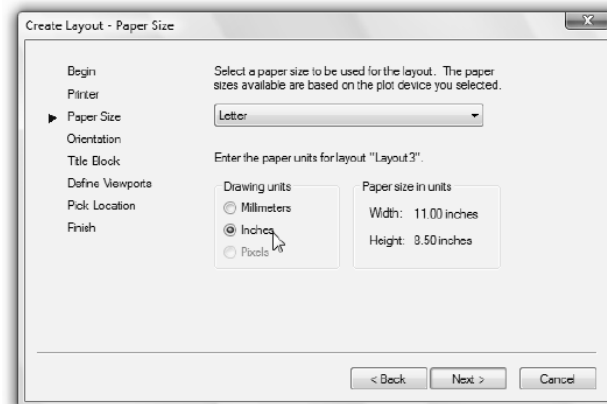 Create Layout - Paper Size
X
Begin
Printer
Paper Size
Orientation
Title Block
Define Viewports
Pick Location
Finish
Select a paper size to be used for the layout. The paper
sizes available are based on the plot device you selected.
Letter
Enter the paper units for layout "Layout3".
Drawing units
Millimeters
Inches
Pixels
Paper size in units
Width: 11.00 inches
Height: 8.50 inches
< Back
Next >
Cancel